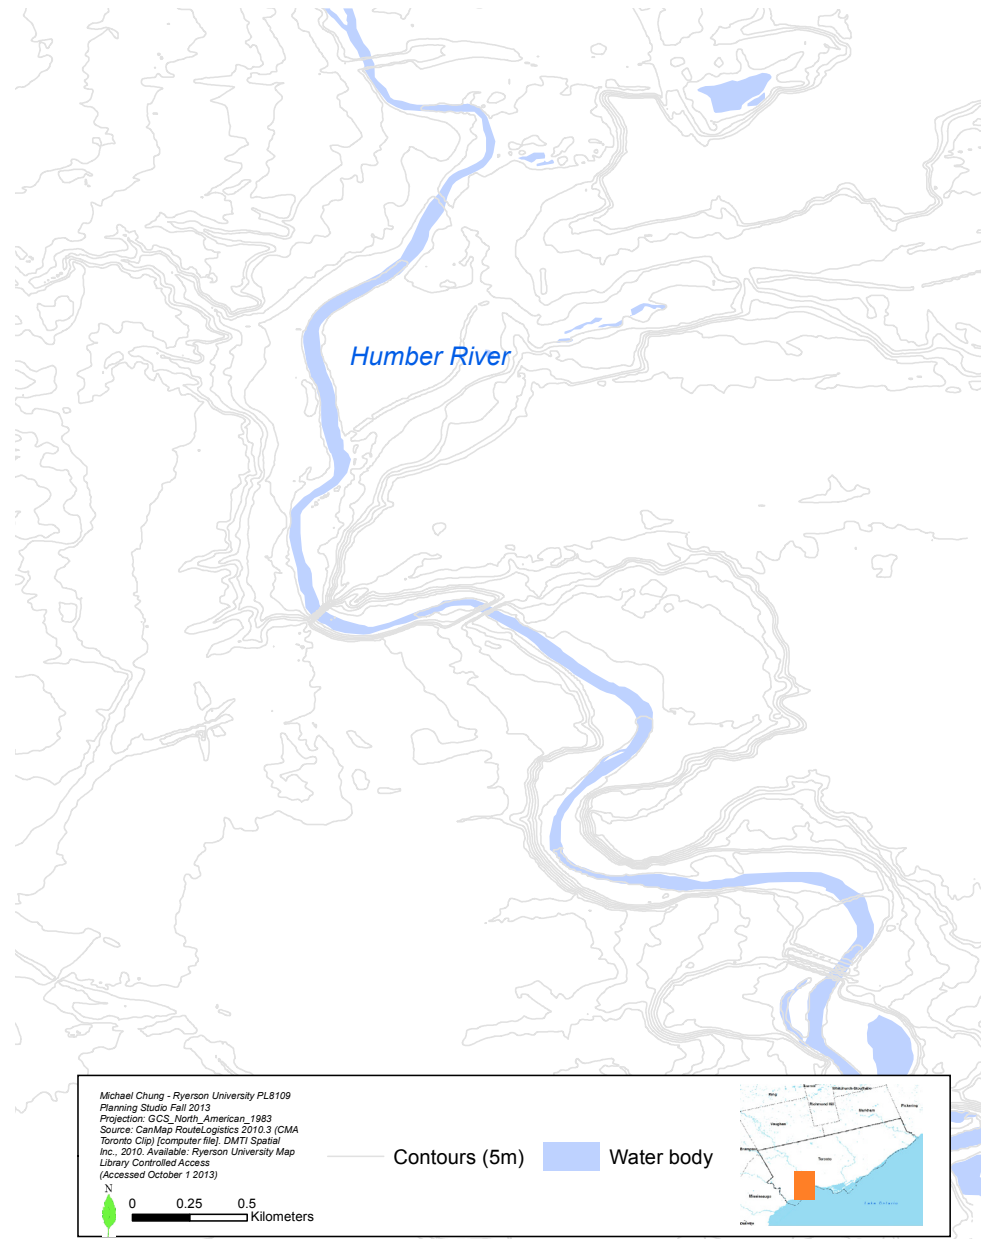 Humber River
Michael Chung - Ryerson University PL8109
Planning Studio Fall 2013
Projection: GCS_North_American_1983
Source: CanMap RouteLogistics 2010.3 (CMA
Toronto Clip) [computer file]. DMTI Spatial
Inc., 2010. Available: Ryerson University Map
Library Controlled Access
(Accessed October 1 2013)
N
0 0.25 0.5
Kilometers
Contours (5m)
Water body
King
Richmond Hill
Markham
Pickering
Vaughan
Brampton
Toronto
Mississauga
Lake Ontario
Oakville